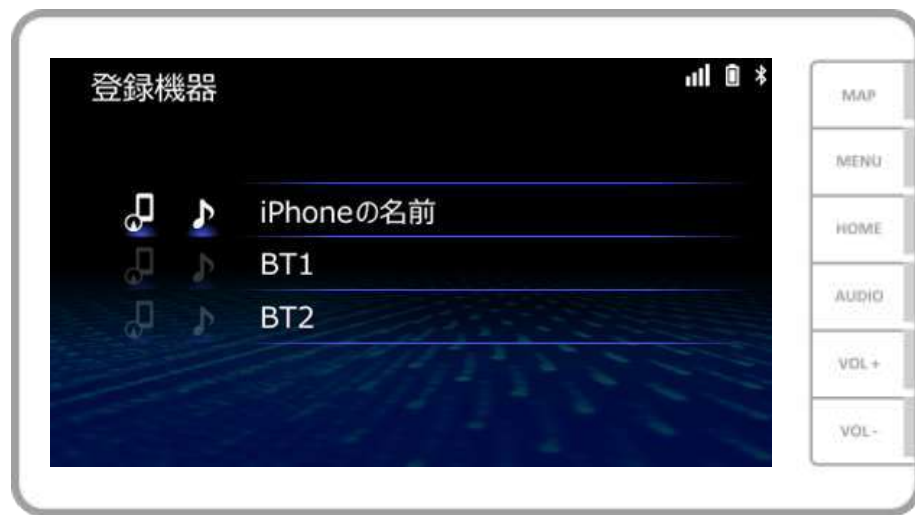 登録機器
iPhoneの名前
BT1
BT2
MAP
MENU
HOME
AUDIO
VOL +
VOL -